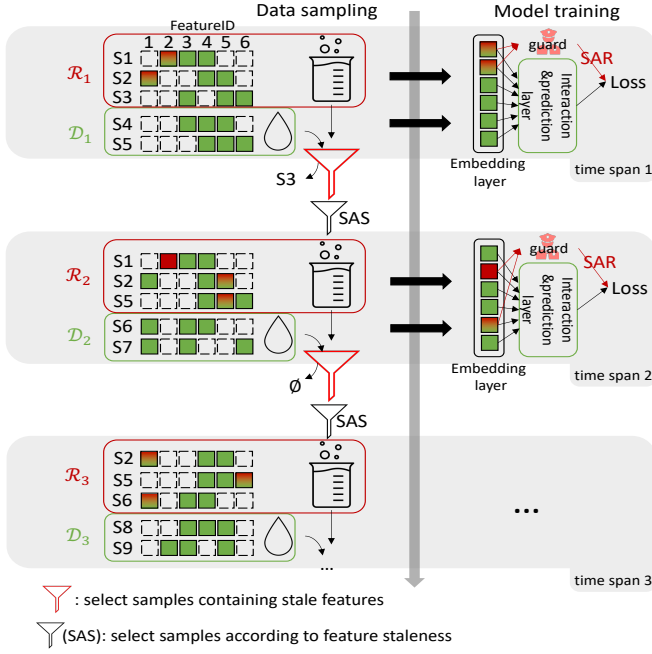 Data sampling
Model training
FeatureID
1 2 3 4 5 6
S1
S2
S3
ℛ₁
S4
S5
𝒟₁
guard
SAR
Interaction
&prediction
layer
Loss
Embedding
layer
time span 1
S3
SAS
S1
S2
S5
ℛ₂
S6
S7
𝒟₂
guard
SAR
Interaction
&prediction
layer
Loss
Embedding
layer
time span 2
Ø
SAS
S2
S5
S6
ℛ₃
S8
S9
𝒟₃
...
...
time span 3
: select samples containing stale features
(SAS): select samples according to feature staleness